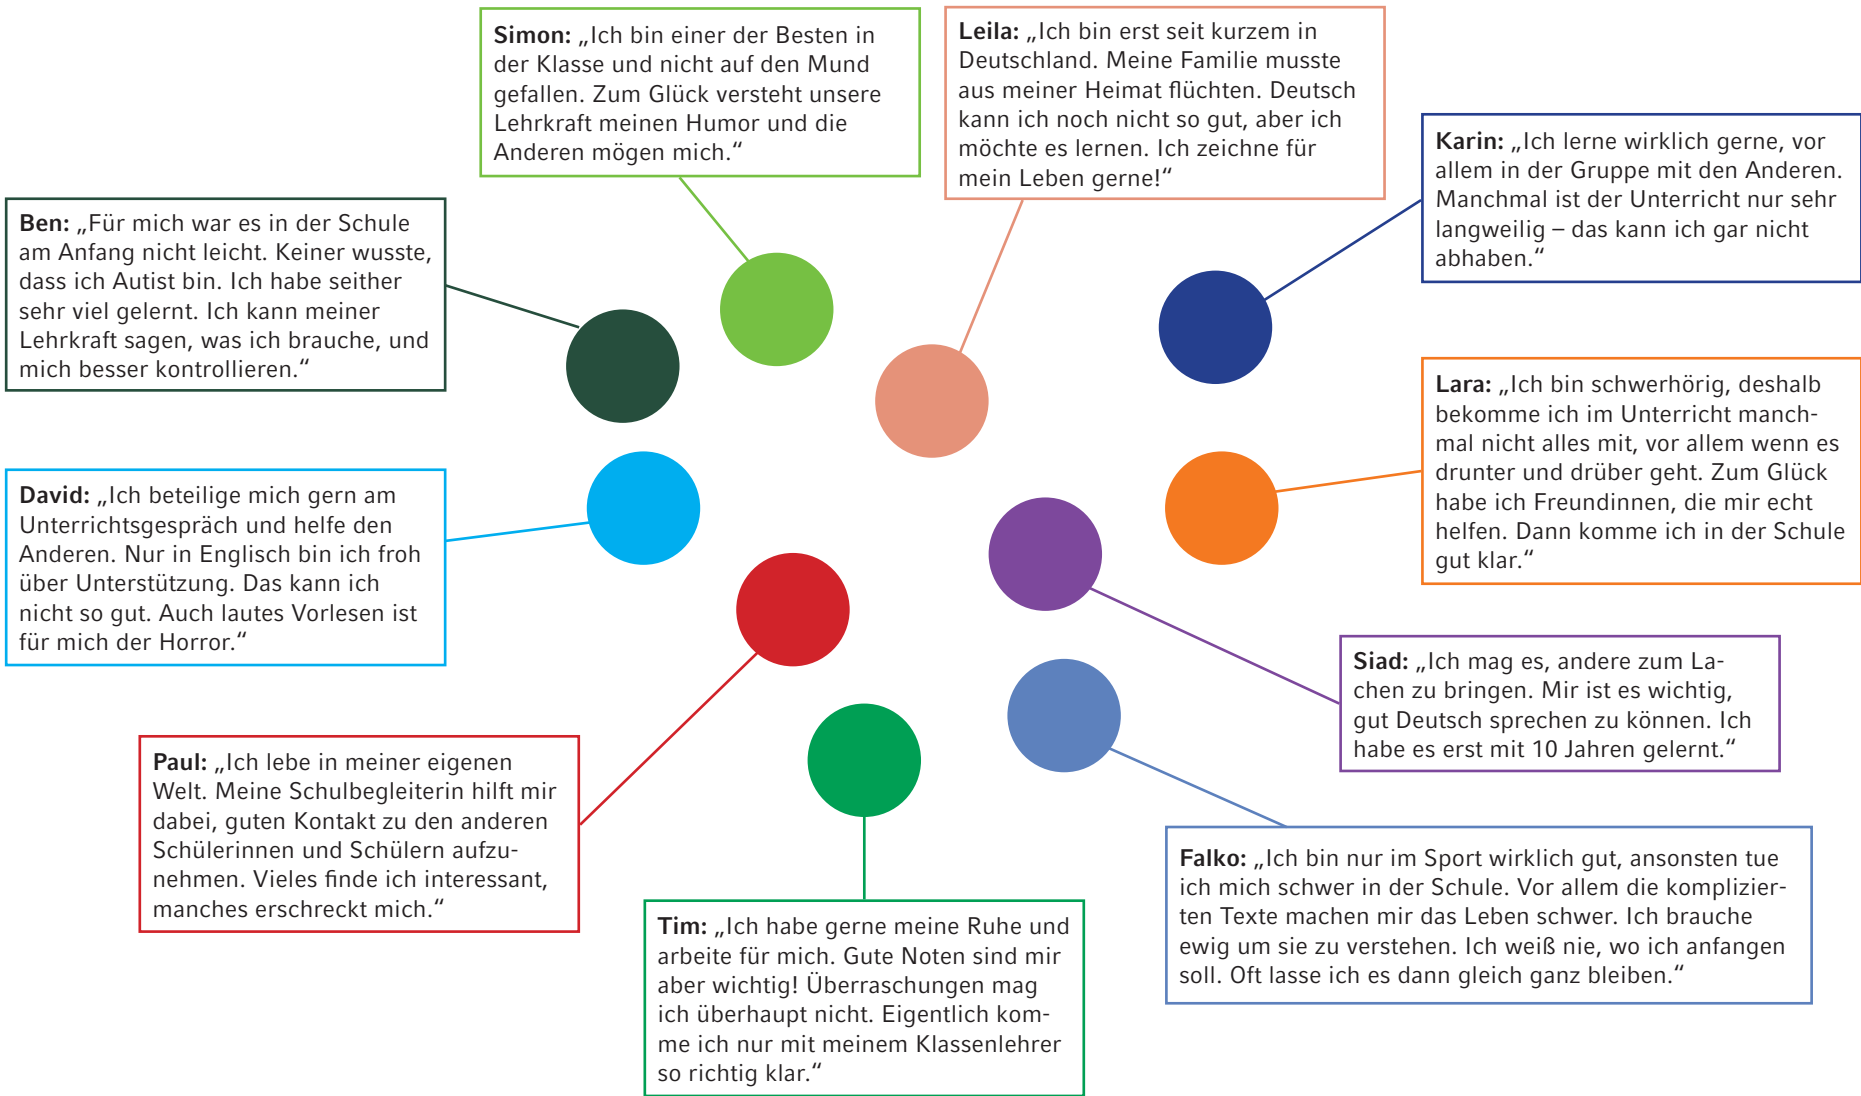 Simon: „Ich bin einer der Besten in
der Klasse und nicht auf den Mund
gefallen. Zum Glück versteht unsere
Lehrkraft meinen Humor und die
Anderen mögen mich.“
Leila: „Ich bin erst seit kurzem in
Deutschland. Meine Familie musste
aus meiner Heimat flüchten. Deutsch
kann ich noch nicht so gut, aber ich
möchte es lernen. Ich zeichne für
mein Leben gerne!“
Karin: „Ich lerne wirklich gerne, vor
allem in der Gruppe mit den Anderen.
Manchmal ist der Unterricht nur sehr
langweilig – das kann ich gar nicht
abhaben.“
Ben: „Für mich war es in der Schule
am Anfang nicht leicht. Keiner wusste,
dass ich Autist bin. Ich habe seither
sehr viel gelernt. Ich kann meiner
Lehrkraft sagen, was ich brauche, und
mich besser kontrollieren.“
Lara: „Ich bin schwerhörig, deshalb
bekomme ich im Unterricht manch-
mal nicht alles mit, vor allem wenn es
drunter und drüber geht. Zum Glück
habe ich Freundinnen, die mir echt
helfen. Dann komme ich in der Schule
gut klar.“
David: „Ich beteilige mich gern am
Unterrichtsgespräch und helfe den
Anderen. Nur in Englisch bin ich froh
über Unterstützung. Das kann ich
nicht so gut. Auch lautes Vorlesen ist
für mich der Horror.“
Siad: „Ich mag es, andere zum La-
chen zu bringen. Mir ist es wichtig,
gut Deutsch sprechen zu können. Ich
habe es erst mit 10 Jahren gelernt.“
Paul: „Ich lebe in meiner eigenen
Welt. Meine Schulbegleiterin hilft mir
dabei, guten Kontakt zu den anderen
Schülerinnen und Schülern aufzu-
nehmen. Vieles finde ich interessant,
manches erschreckt mich.“
Falko: „Ich bin nur im Sport wirklich gut, ansonsten tue
ich mich schwer in der Schule. Vor allem die komplizier-
ten Texte machen mir das Leben schwer. Ich brauche
ewig um sie zu verstehen. Ich weiß nie, wo ich anfangen
soll. Oft lasse ich es dann gleich ganz bleiben.“
Tim: „Ich habe gerne meine Ruhe und
arbeite für mich. Gute Noten sind mir
aber wichtig! Überraschungen mag
ich überhaupt nicht. Eigentlich kom-
me ich nur mit meinem Klassenlehrer
so richtig klar.“